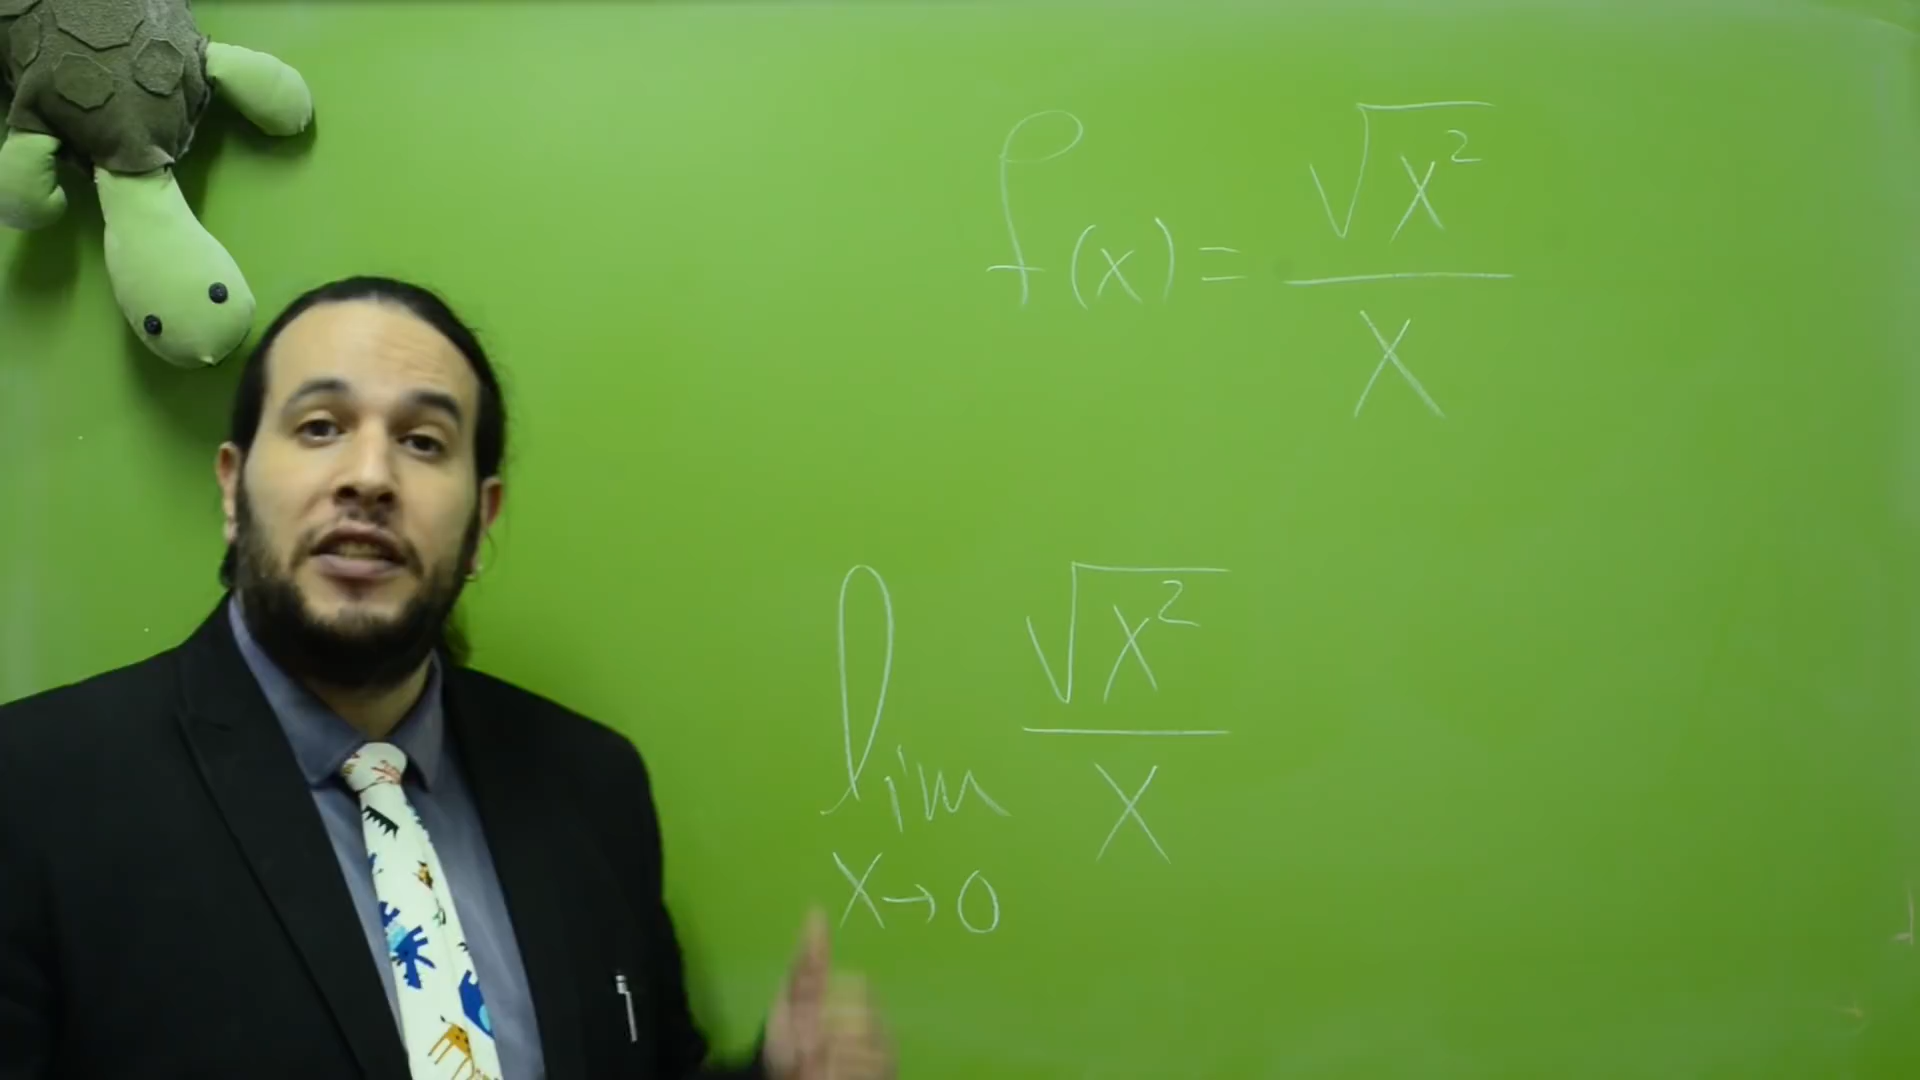 f(x) = √x² / x
lim x→0 √x² / x